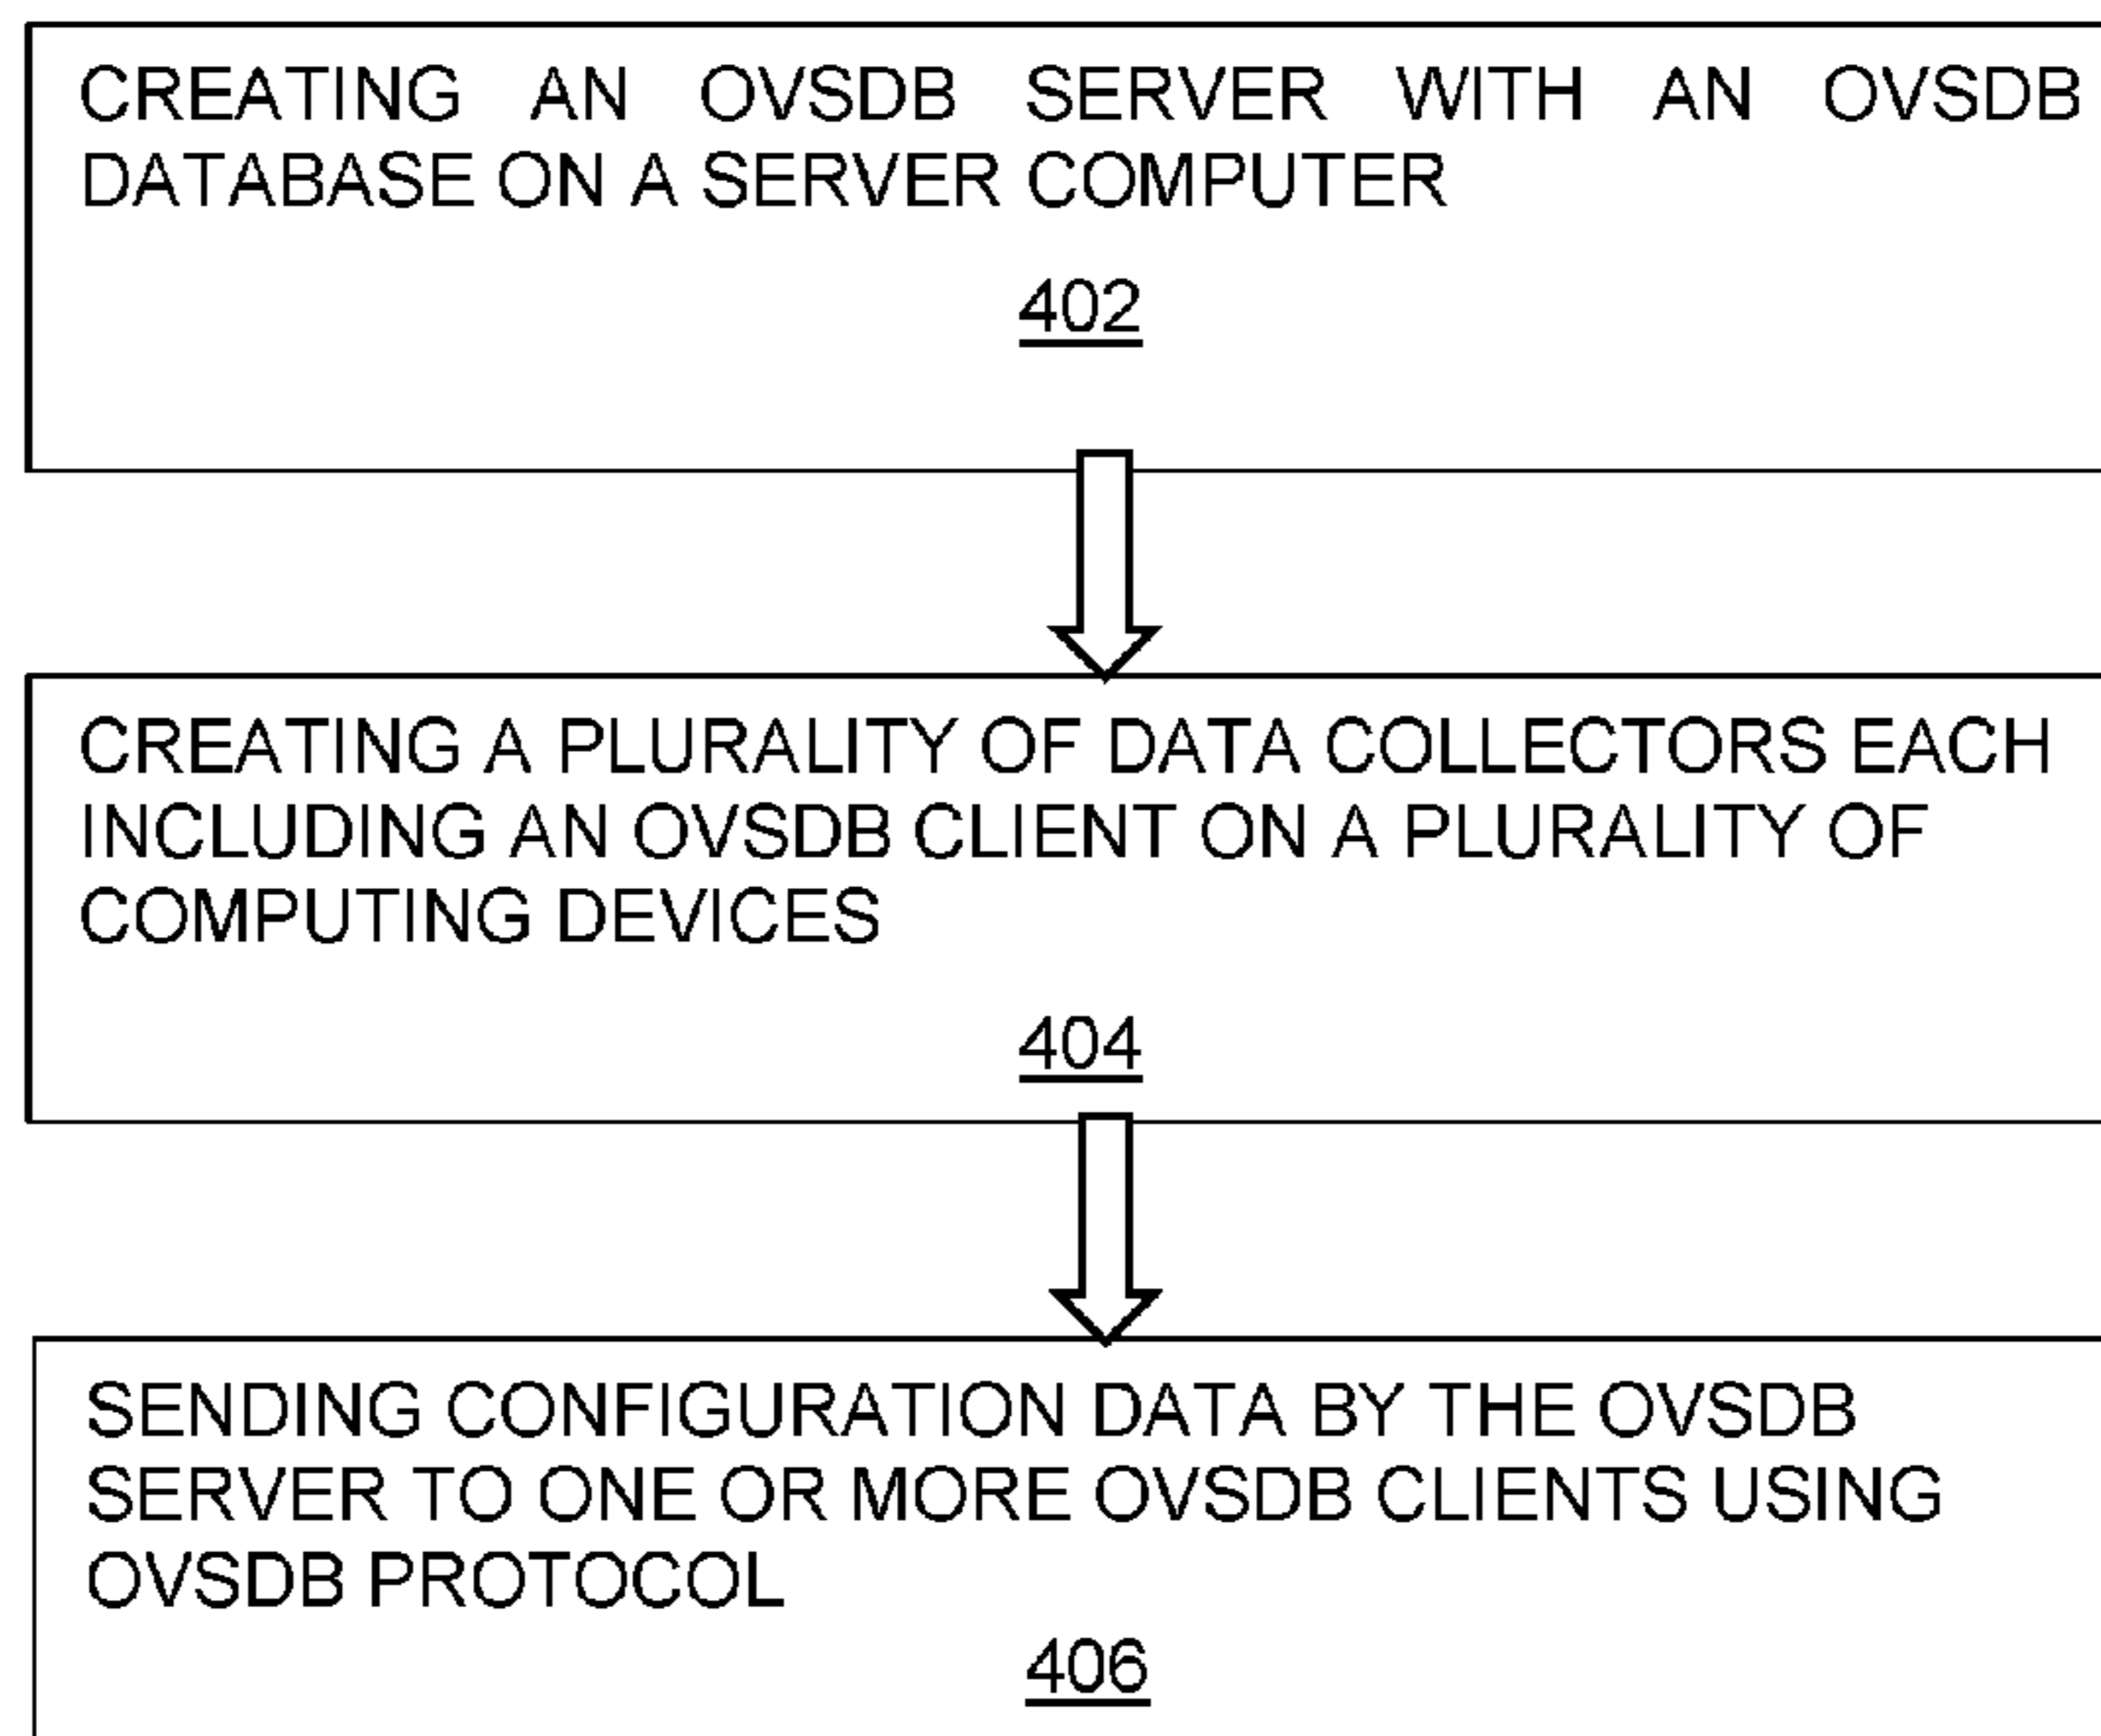 CREATING AN OVSDB SERVER WITH AN OVSDB
DATABASE ON A SERVER COMPUTER
402
CREATING A PLURALITY OF DATA COLLECTORS EACH
INCLUDING AN OVSDB CLIENT ON A PLURALITY OF
COMPUTING DEVICES
404
SENDING CONFIGURATION DATA BY THE OVSDB
SERVER TO ONE OR MORE OVSDB CLIENTS USING
OVSDB PROTOCOL
406